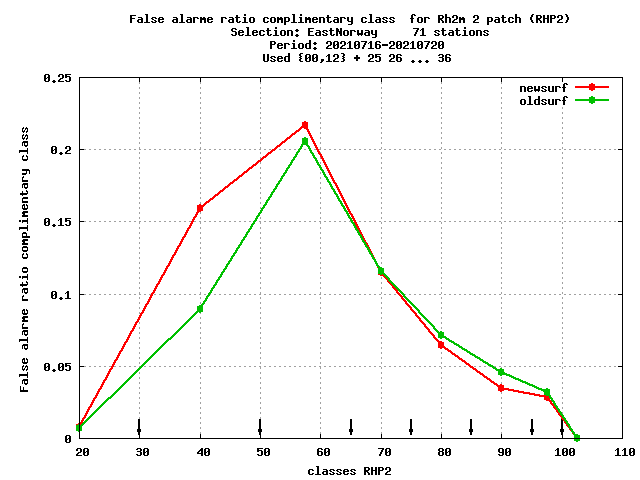 False alarme ratio complimentary class  for Rh2m 2 patch (RHP2)
Selection: EastNorway     71 stations
Period: 20210716-20210720
Used {00,12} + 25 26 ... 36
newsurf
oldsurf
0.25
0.2
0.15
0.1
0.05
0
False alarme ratio complimentary class
20 30 40 50 60 70 80 90 100 110
classes RHP2